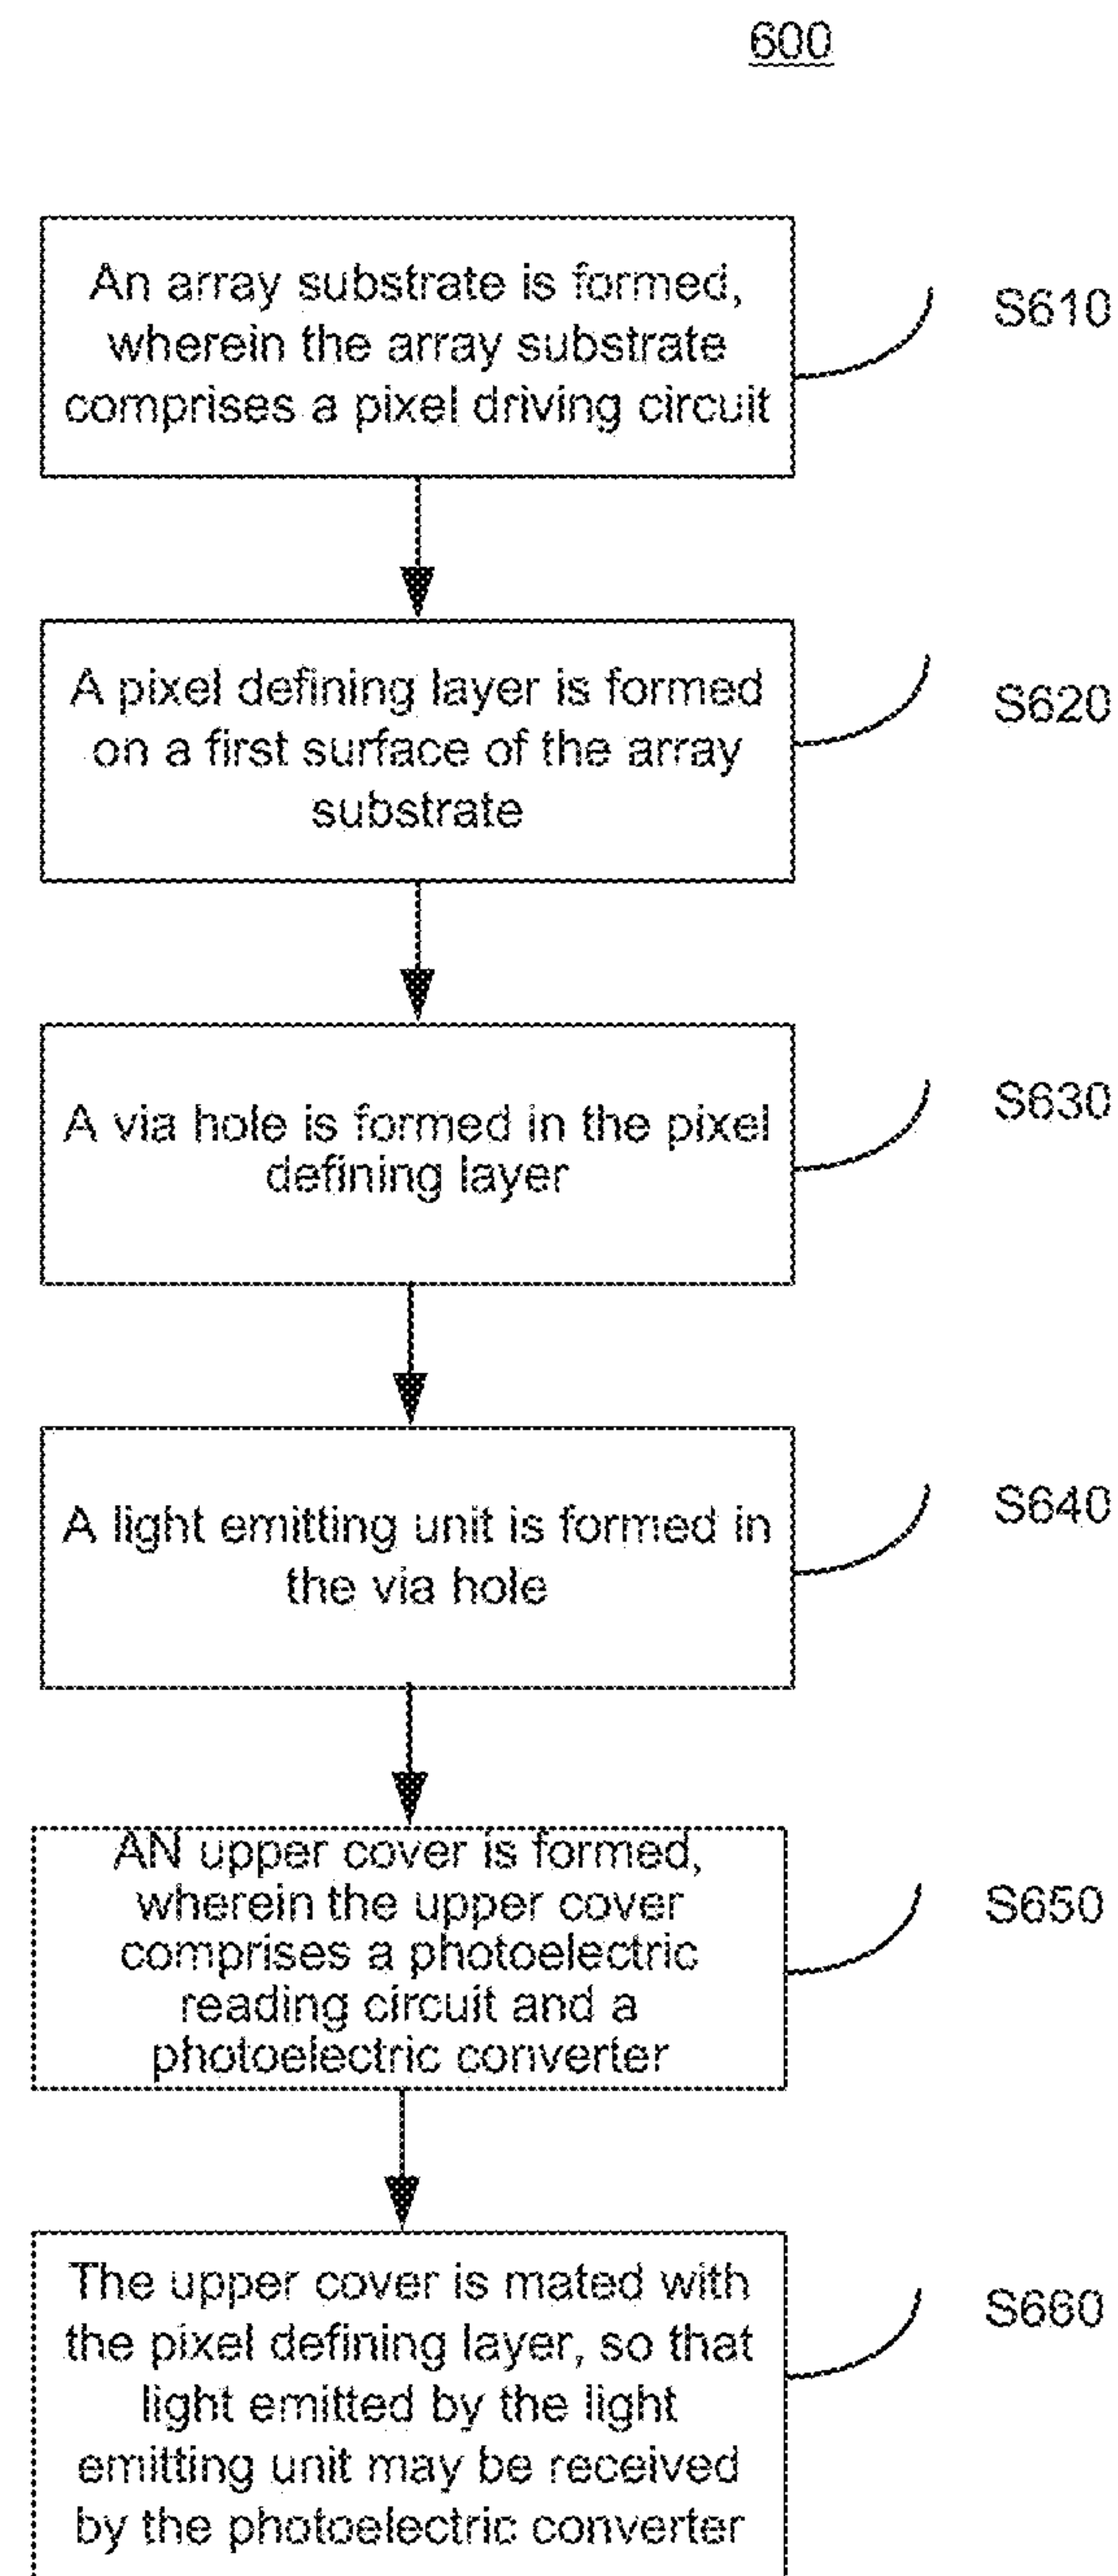 600
An array substrate is formed,
wherein the array substrate
comprises a pixel driving circuit
S610
A pixel defining layer is formed
on a first surface of the array
substrate
S620
A via hole is formed in the pixel
defining layer
S630
A light emitting unit is formed in
the via hole
S640
AN upper cover is formed,
wherein the upper cover
comprises a photoelectric
reading circuit and a
photoelectric converter
S650
The upper cover is mated with
the pixel defining layer, so that
light emitted by the light
emitting unit may be received
by the photoelectric converter
S660